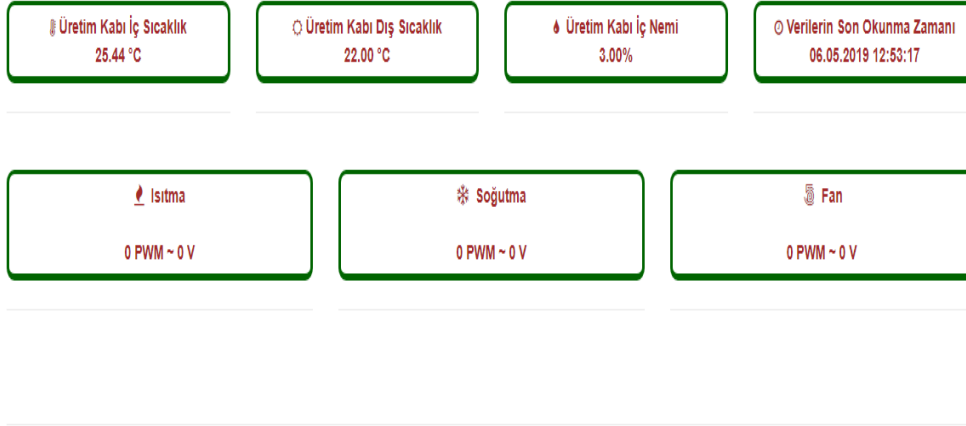 Üretim Kabı İç Sıcaklık
25.44 °C
Üretim Kabı Dış Sıcaklık
22.00 °C
Üretim Kabı İç Nemi
3.00%
Verilerin Son Okunma Zamanı
06.05.2019 12:53:17
Isıtma
0 PWM ~ 0 V
Soğutma
0 PWM ~ 0 V
Fan
0 PWM ~ 0 V